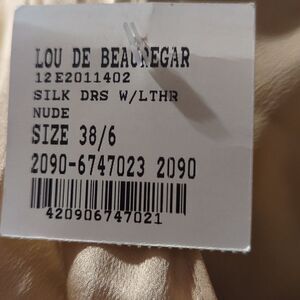 LOU DE BEAUREGAR
12E2011402
SILK DRS W/LTHR
NUDE
SIZE 38/6
2090-6747023 2090
420906747021